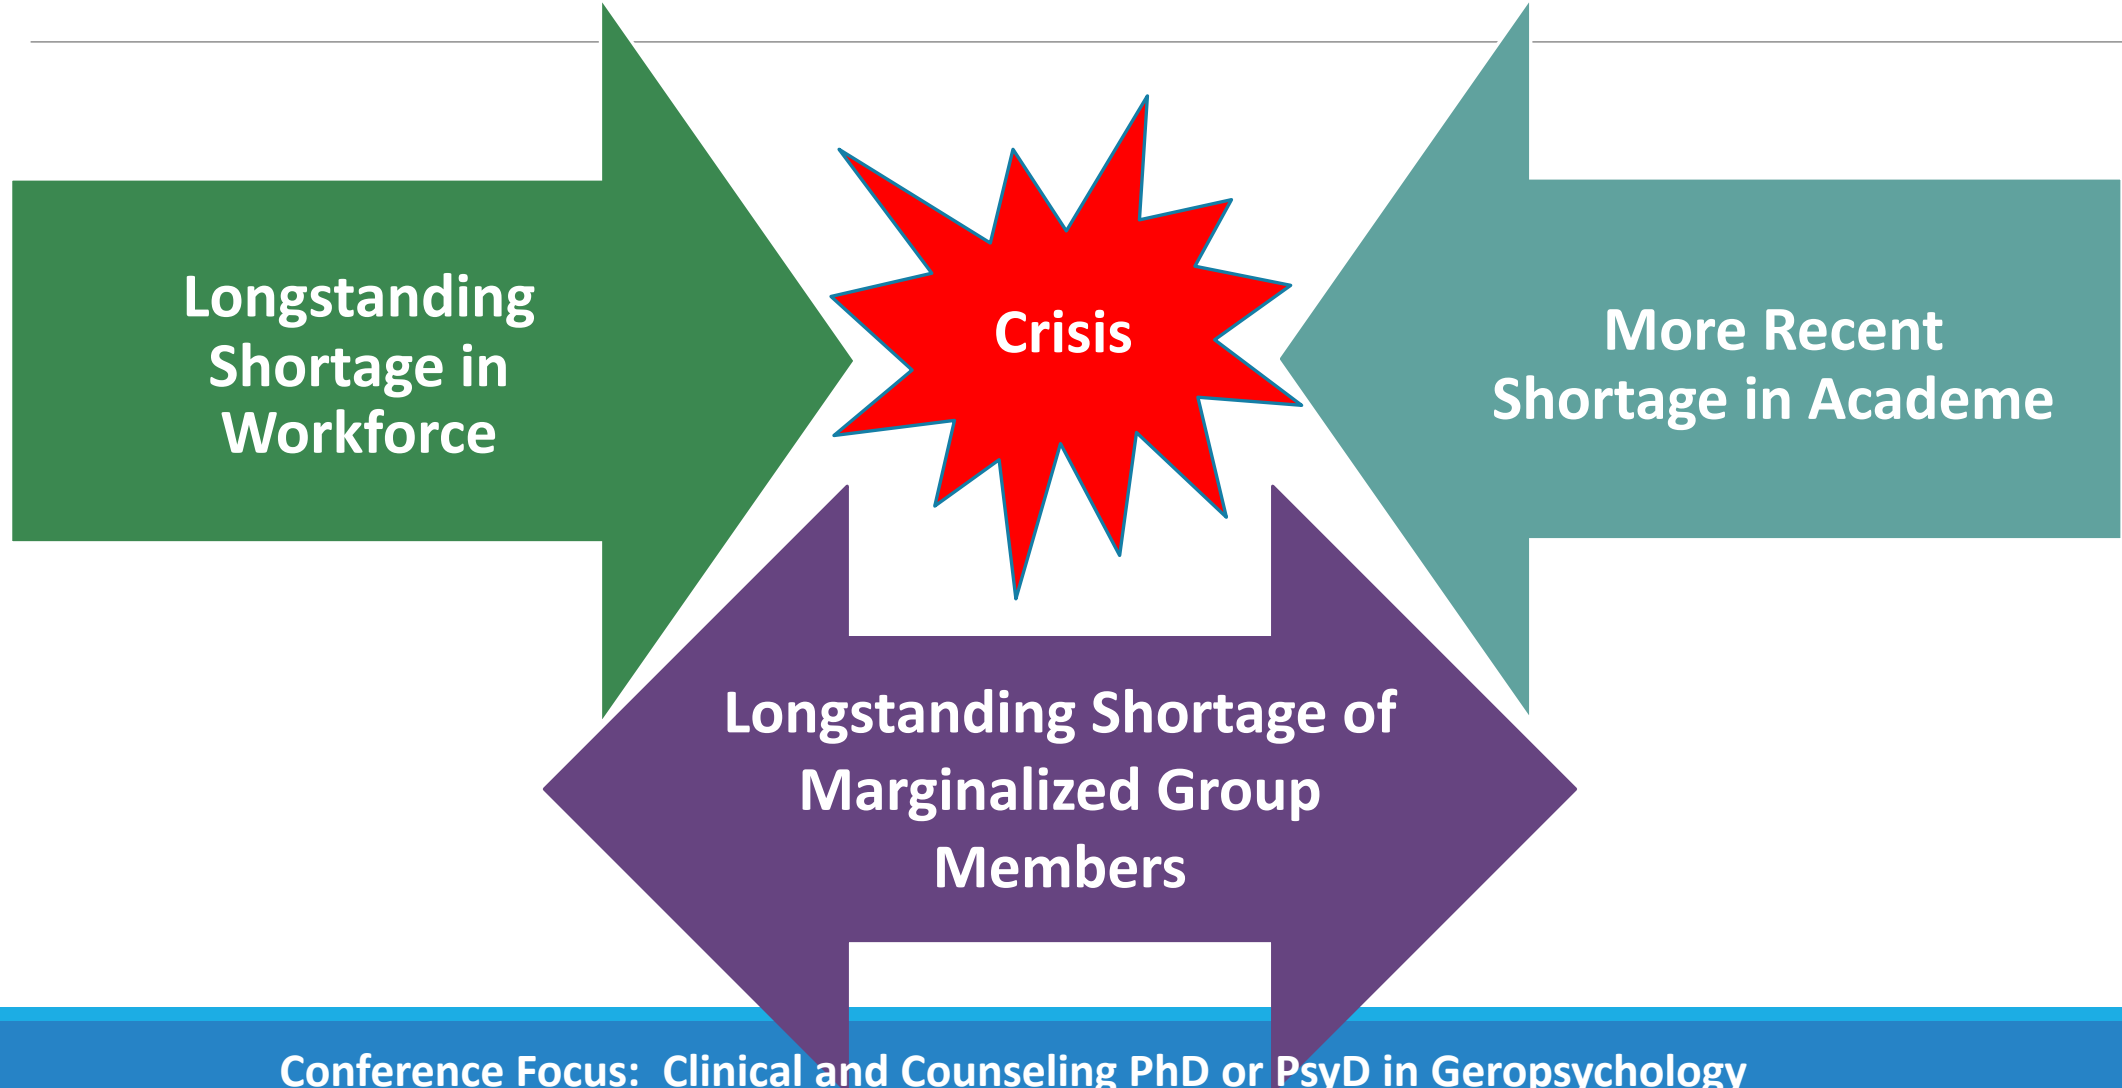 Longstanding
Shortage in
Workforce
Crisis
More Recent
Shortage in Academe
Longstanding Shortage of
Marginalized Group
Members
Conference Focus:  Clinical and Counseling PhD or PsyD in Geropsychology